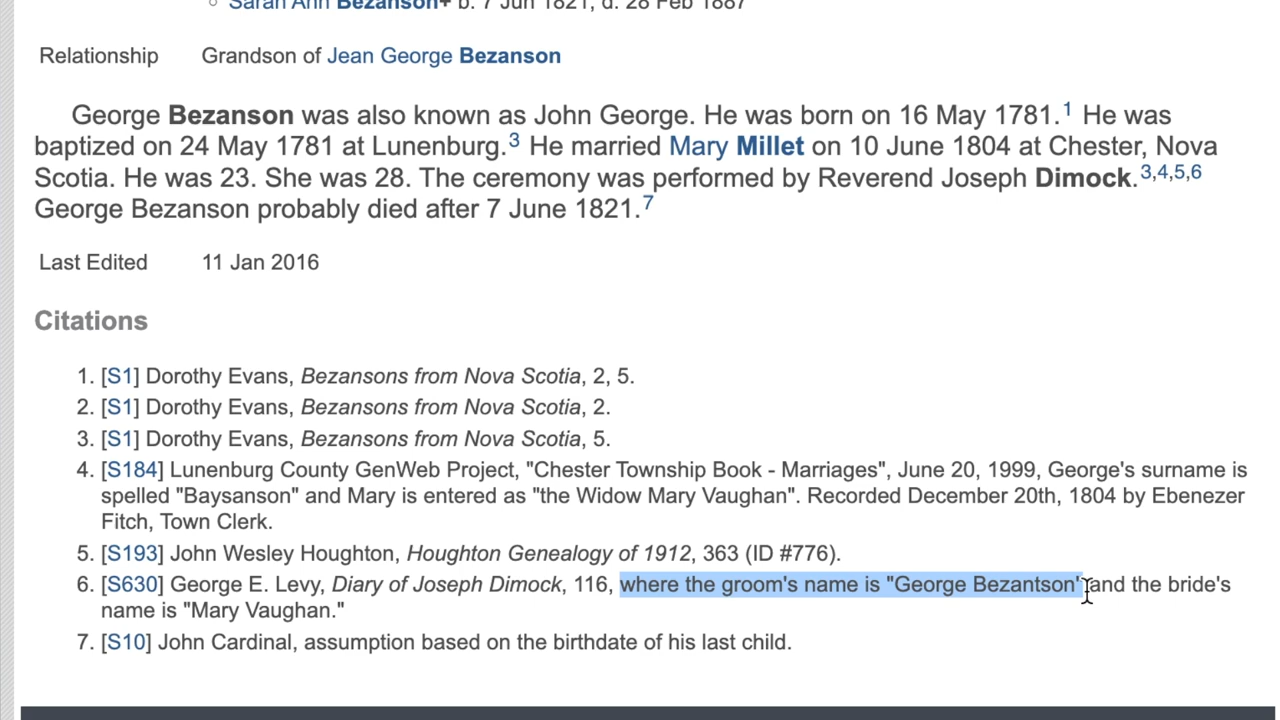 Sarah Ann Bezanson+ b. 7 Jun 1821, d. 28 Feb 1887
Relationship Grandson of Jean George Bezanson
George Bezanson was also known as John George. He was born on 16 May 1781.1 He was
baptized on 24 May 1781 at Lunenburg.3 He married Mary Millet on 10 June 1804 at Chester, Nova
Scotia. He was 23. She was 28. The ceremony was performed by Reverend Joseph Dimock.3,4,5,6
George Bezanson probably died after 7 June 1821.7
Last Edited 11 Jan 2016
Citations
1. [S1] Dorothy Evans, Bezansons from Nova Scotia, 2, 5.
2. [S1] Dorothy Evans, Bezansons from Nova Scotia, 2.
3. [S1] Dorothy Evans, Bezansons from Nova Scotia, 5.
4. [S184] Lunenburg County GenWeb Project, "Chester Township Book - Marriages", June 20, 1999, George's surname is
spelled "Baysanson" and Mary is entered as "the Widow Mary Vaughan". Recorded December 20th, 1804 by Ebenezer
Fitch, Town Clerk.
5. [S193] John Wesley Houghton, Houghton Genealogy of 1912, 363 (ID #776).
6. [S630] George E. Levy, Diary of Joseph Dimock, 116, where the groom's name is "George Bezantson" and the bride's
name is "Mary Vaughan."
7. [S10] John Cardinal, assumption based on the birthdate of his last child.